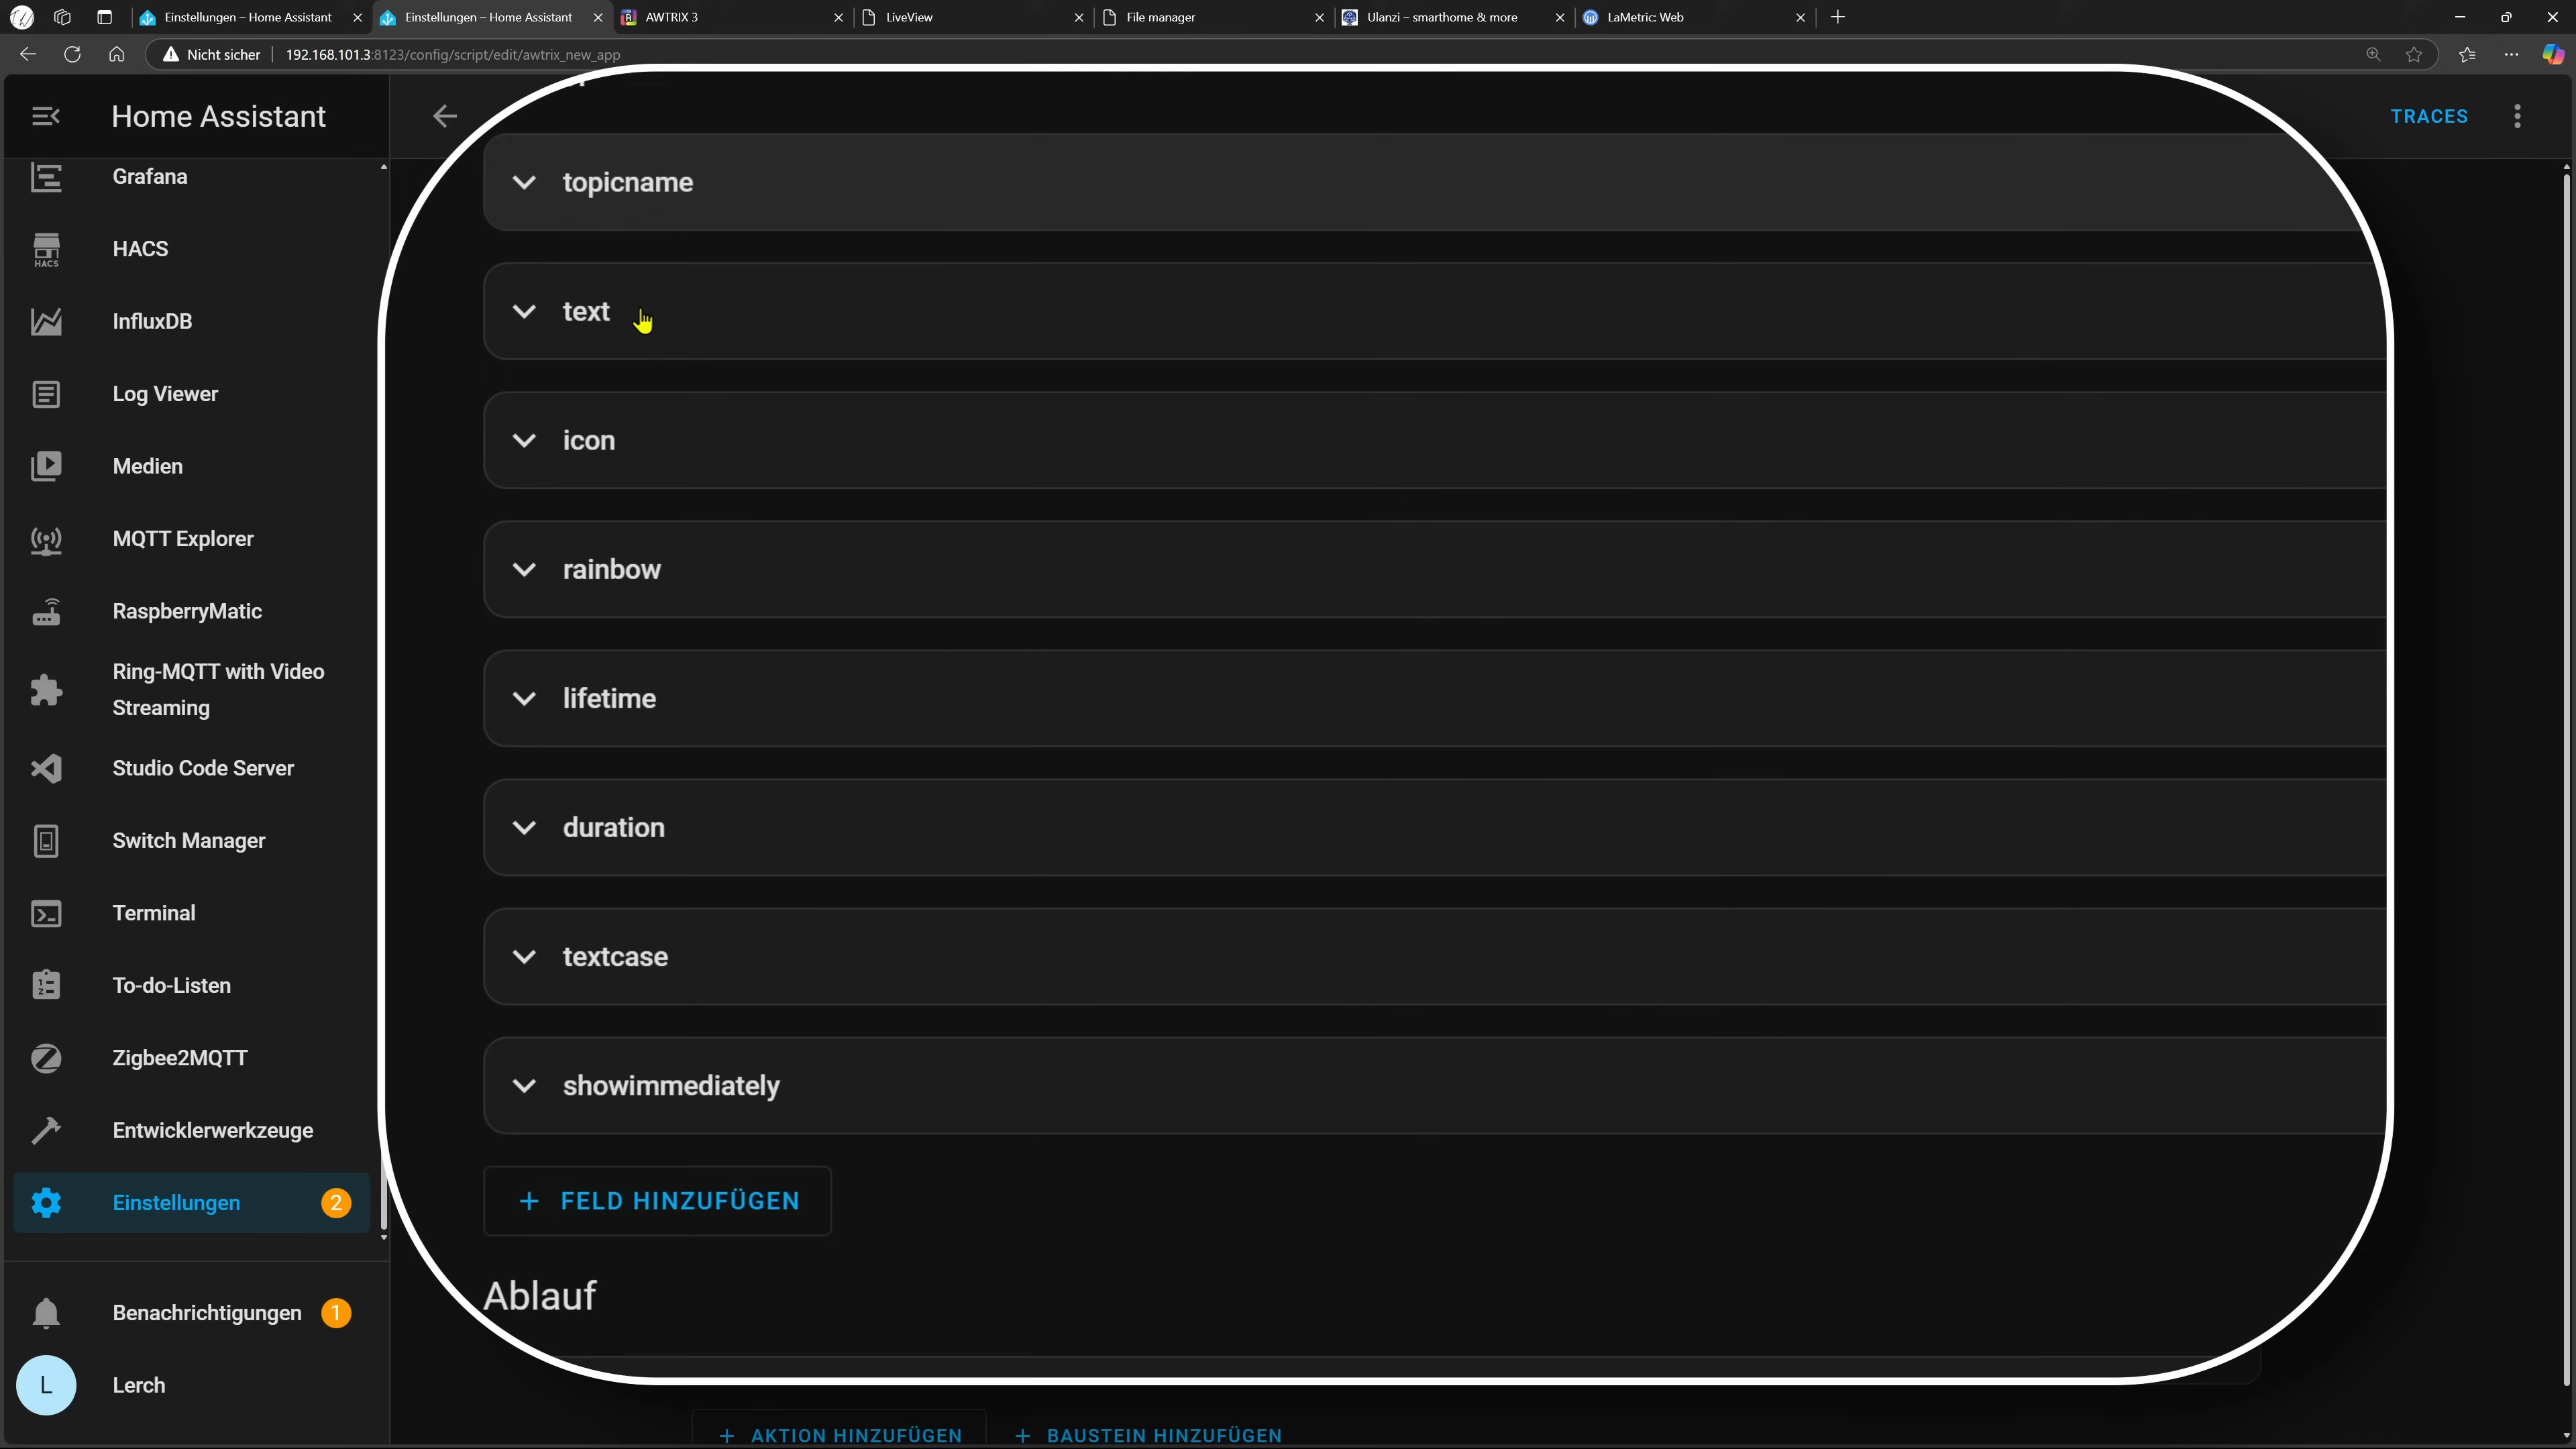 Einstellungen – Home Assistant
Einstellungen – Home Assistant
AWTRIX 3
LiveView
File manager
Ulanzi – smarthome & more
LaMetric: Web
Nicht sicher
192.168.101.3:8123/config/script/edit/awtrix_new_app
Home Assistant
TRACES
Grafana
HACS
HACS
InfluxDB
Log Viewer
Medien
MQTT Explorer
RaspberryMatic
Ring-MQTT with Video
Streaming
Studio Code Server
Switch Manager
Terminal
To-do-Listen
Zigbee2MQTT
Entwicklerwerkzeuge
Einstellungen 2
Benachrichtigungen 1
L Lerch
topicname
text
icon
rainbow
lifetime
duration
textcase
showimmediately
+ FELD HINZUFÜGEN
Ablauf
+ AKTION HINZUFÜGEN + BAUSTEIN HINZUFÜGEN